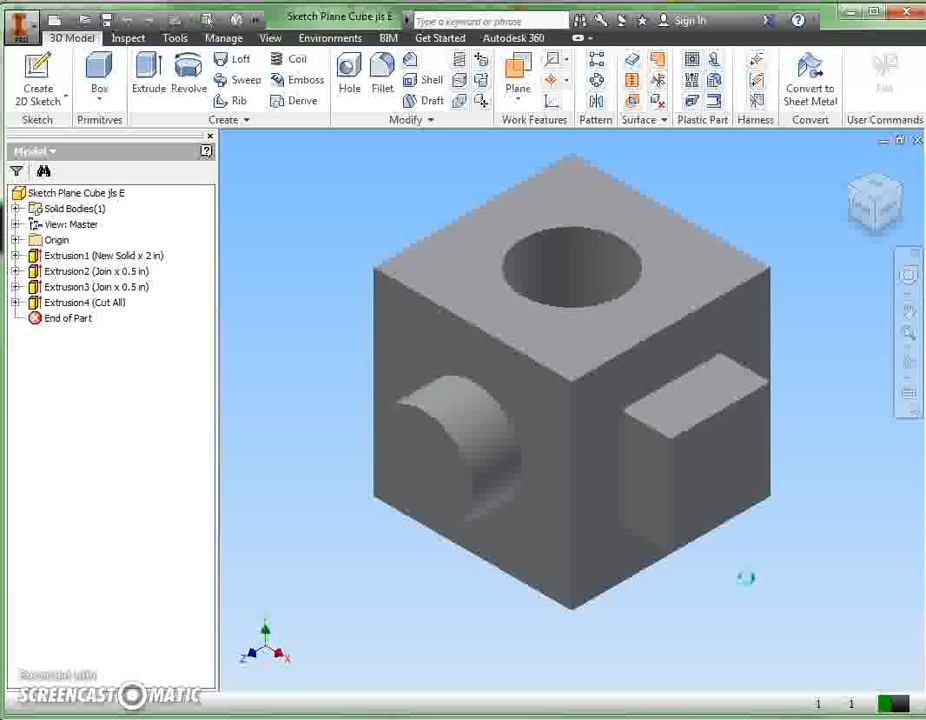 Sketch Plane Cube jls E
Type a keyword or phrase
Sign In
PRO
3D Model Inspect Tools Manage View Environments BIM Get Started Autodesk 360
Create
2D Sketch
Sketch
Box
Primitives
Extrude
Revolve
Loft
Sweep
Rib
Coil
Emboss
Derive
Create
Hole
Fillet
Shell
Draft
Modify
Plane
Work Features
Pattern
Surface
Plastic Part
Harness
Convert to
Sheet Metal
Convert
Exit
User Commands
Model
Sketch Plane Cube jls E
Solid Bodies(1)
View: Master
Origin
Extrusion1 (New Solid x 2 in)
Extrusion2 (Join x 0.5 in)
Extrusion3 (Join x 0.5 in)
Extrusion4 (Cut All)
End of Part
Z
X
Recorded with
SCREENCAST MATIC
1 1